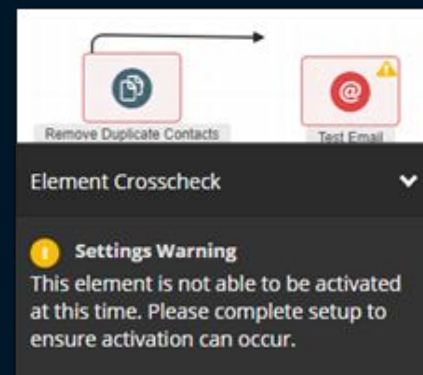 Remove Duplicate Contacts
Test Email
Element Crosscheck
Settings Warning
This element is not able to be activated
at this time. Please complete setup to
ensure activation can occur.